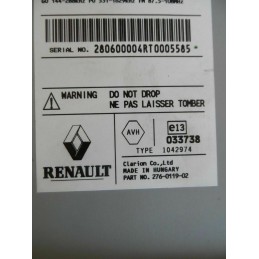 SERIAL NO. 280600004RT0005585
WARNING DO NOT DROP
NE PAS LAISSER TOMBER
AVH
e13
033738
TYPE 1042974
RENAULT
Clarion Co.,Ltd
MADE IN HUNGARY
PART NO. 276-0119-02